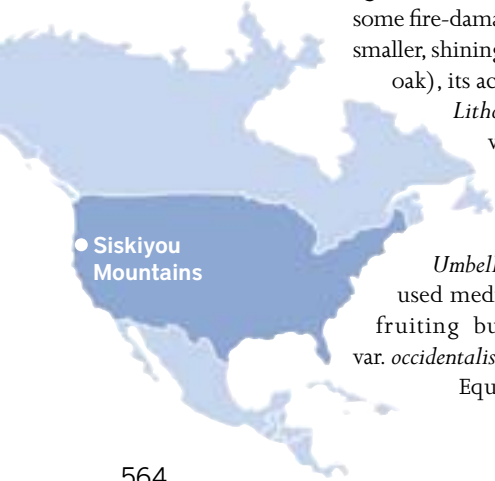 some fire-dama
smaller, shining
oak), its ac
Litho
v
Siskiyou
Mountains
Umbell
used medi
fruiting bu
var. occidentalis
Equ
564